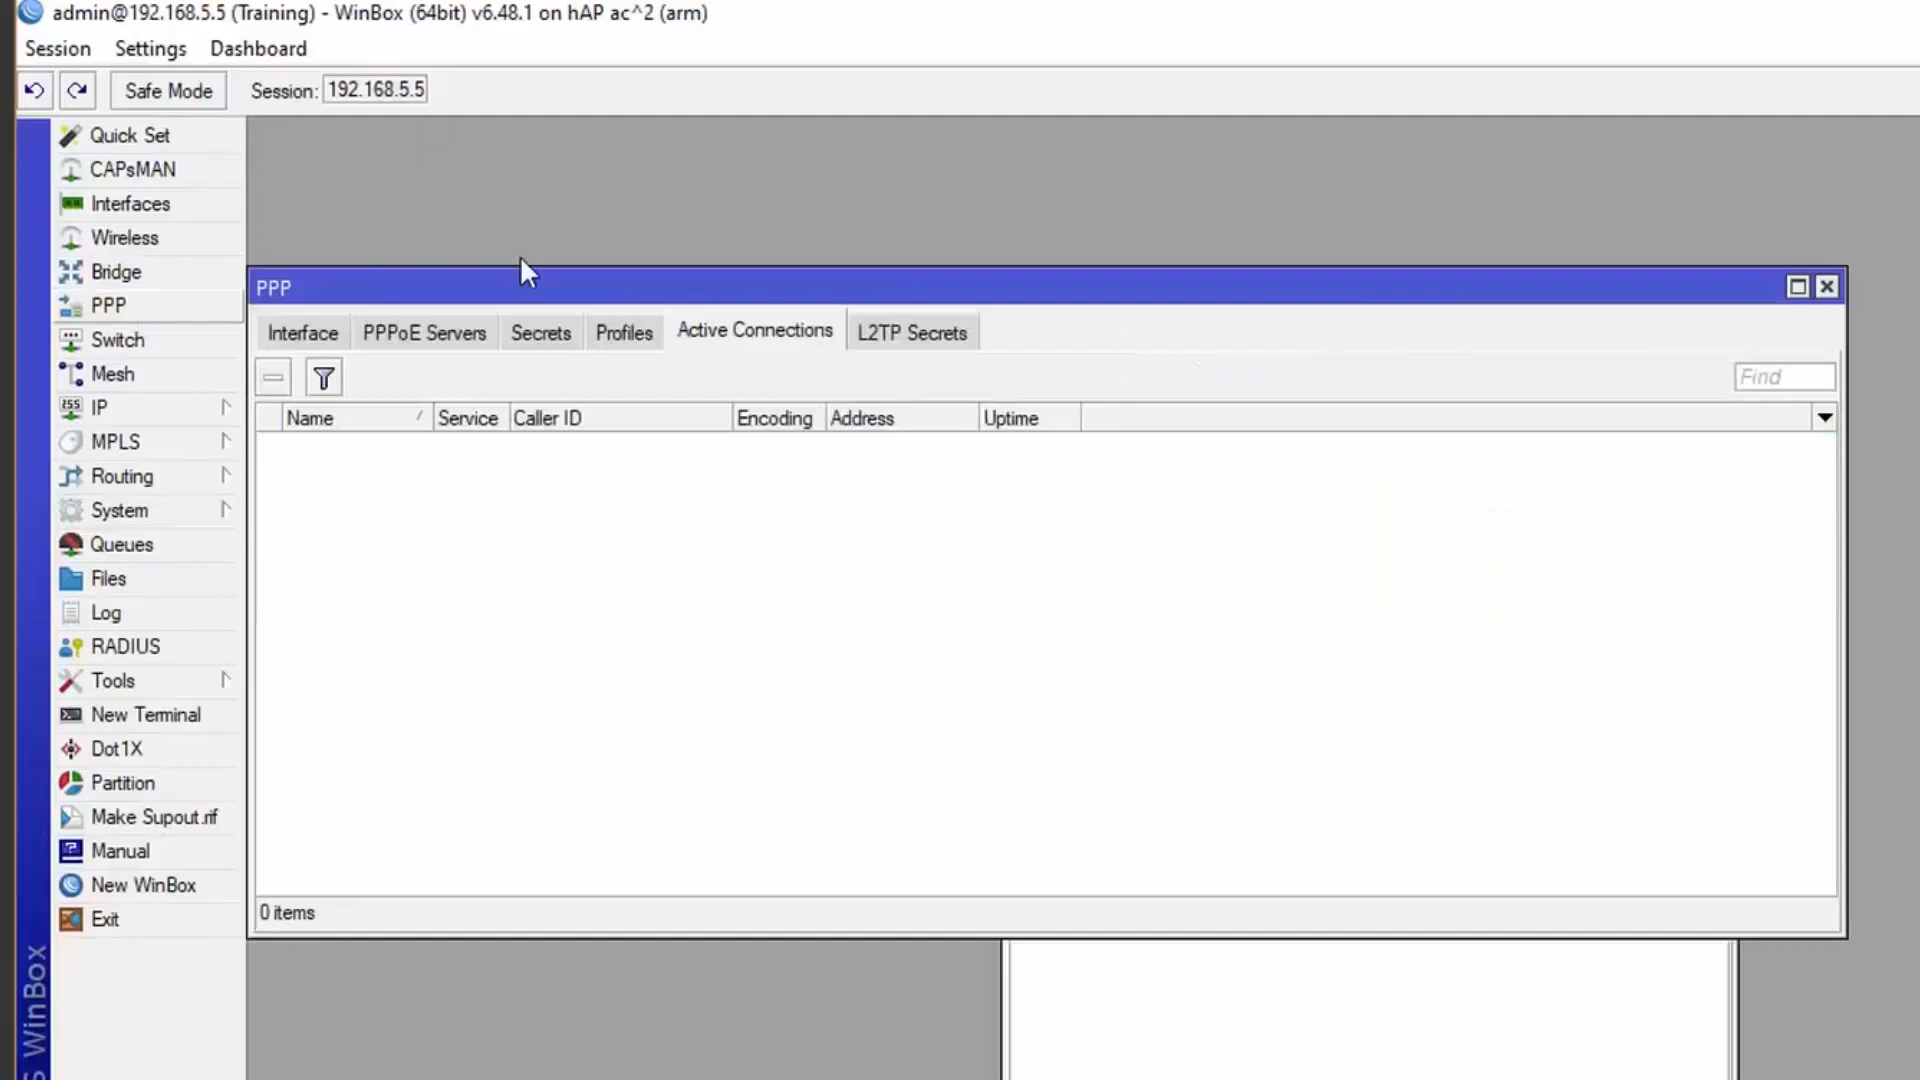 admin@192.168.5.5 (Training) - WinBox (64bit) v6.48.1 on hAP ac^2 (arm)
Session Settings Dashboard
Safe Mode Session: 192.168.5.5
Quick Set
CAPsMAN
Interfaces
Wireless
Bridge
PPP
Switch
Mesh
IP
MPLS
Routing
System
Queues
Files
Log
RADIUS
Tools
New Terminal
Dot1X
Partition
Make Supout.rif
Manual
New WinBox
Exit
PPP
Interface PPPoE Servers Secrets Profiles Active Connections L2TP Secrets
Find
Name Service Caller ID Encoding Address Uptime
0 items
S WinBox